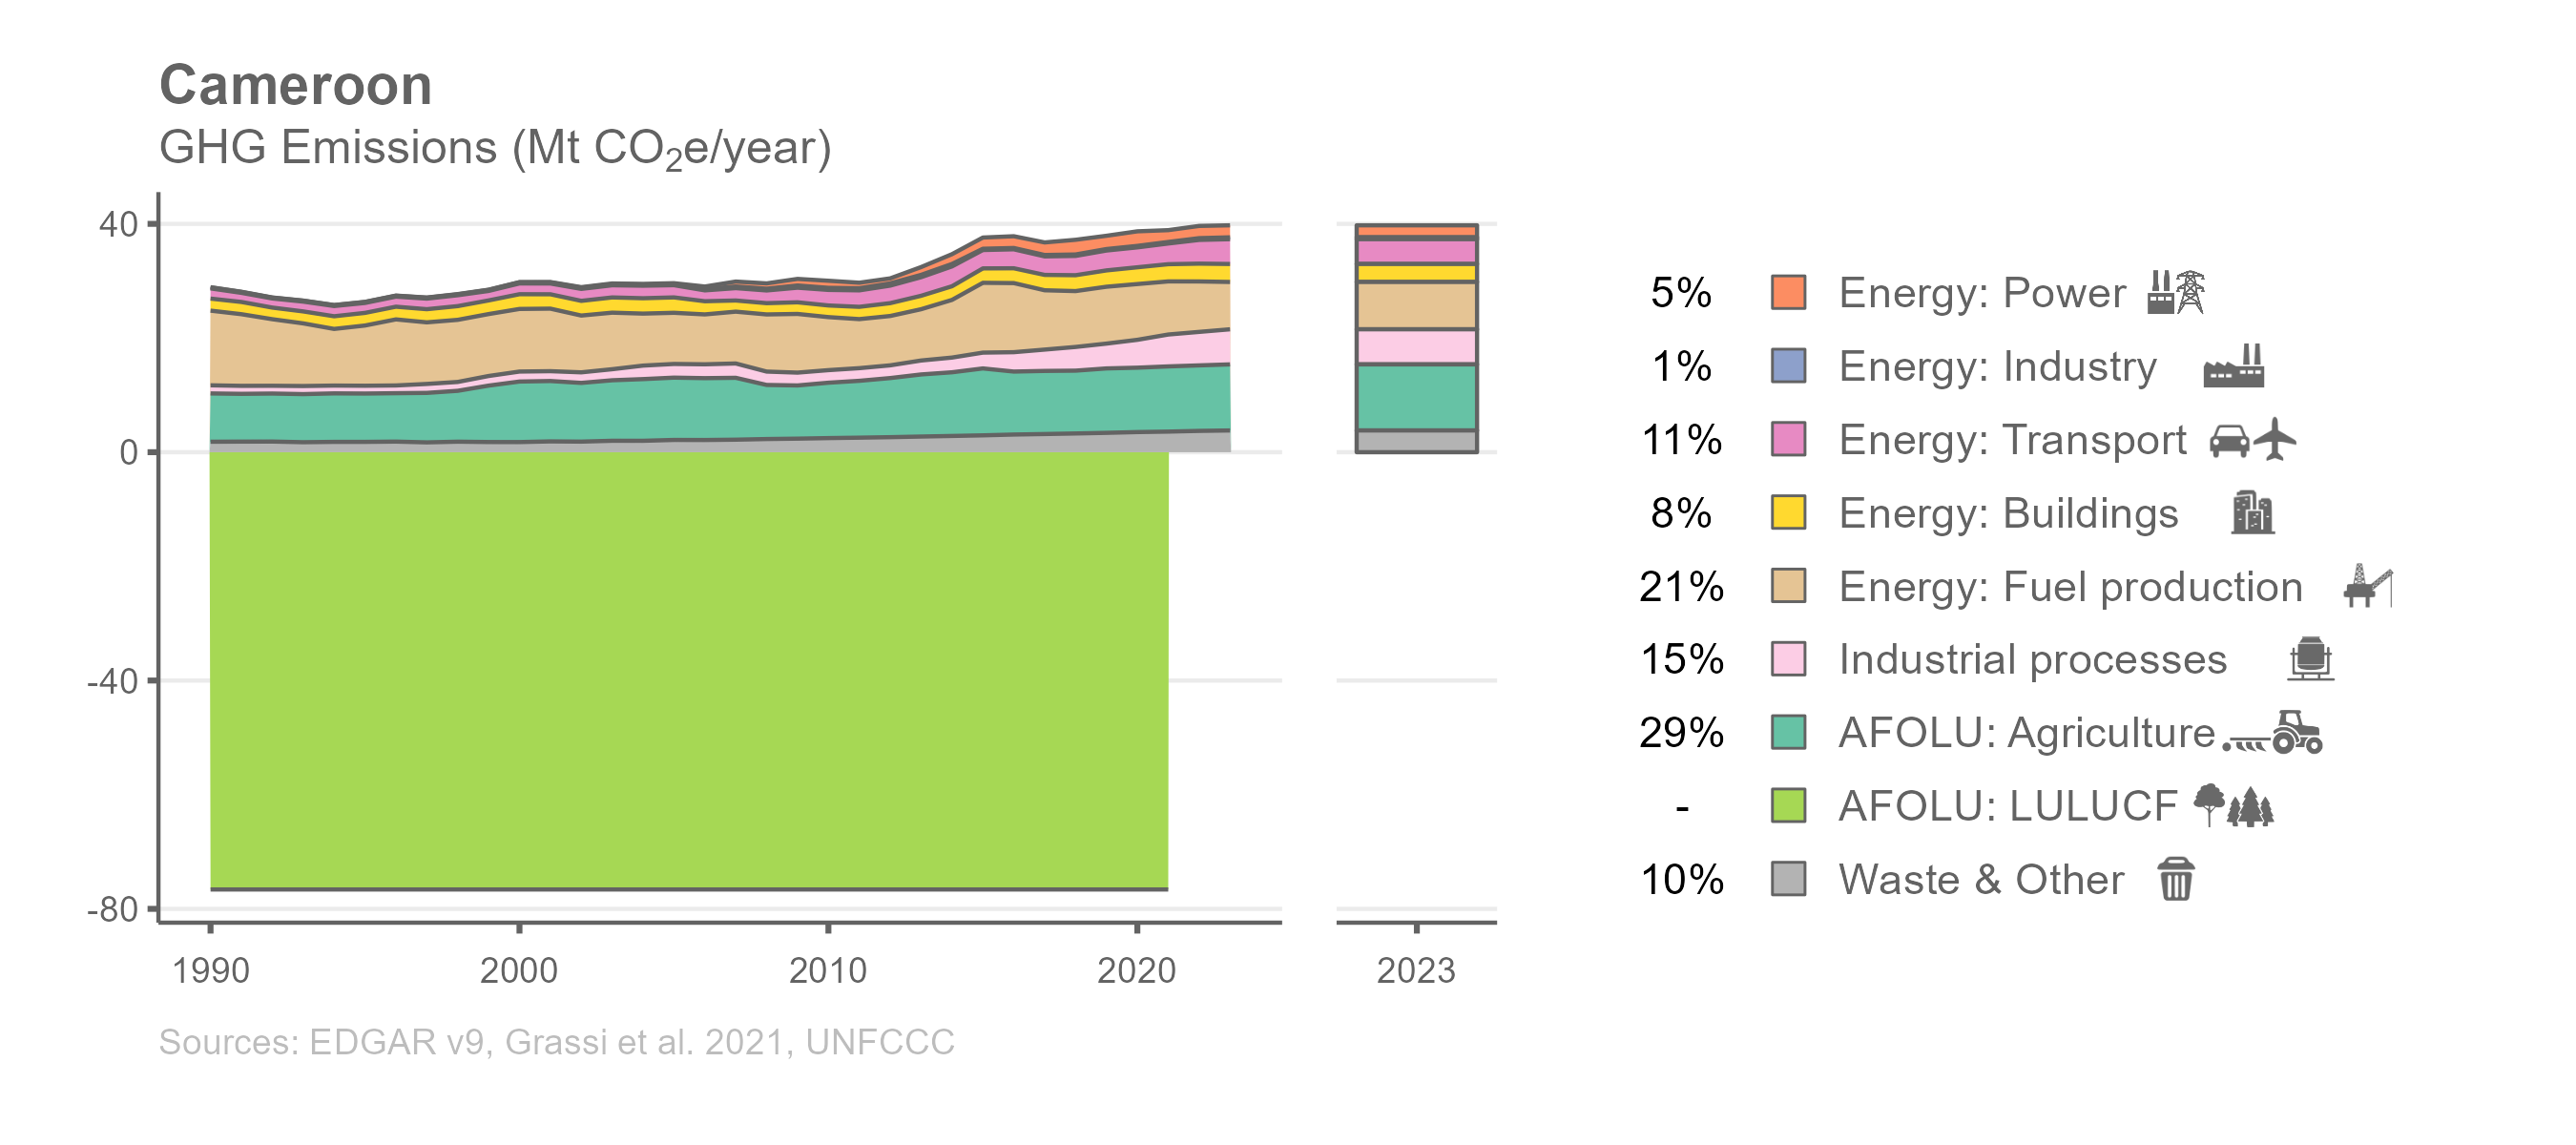 Cameroon
GHG Emissions (Mt CO₂e/year)
40
0
-40
-80
1990 2000 2010 2020 2023
5% Energy: Power
1% Energy: Industry
11% Energy: Transport
8% Energy: Buildings
21% Energy: Fuel production
15% Industrial processes
29% AFOLU: Agriculture
- AFOLU: LULUCF
10% Waste & Other
Sources: EDGAR v9, Grassi et al. 2021, UNFCCC